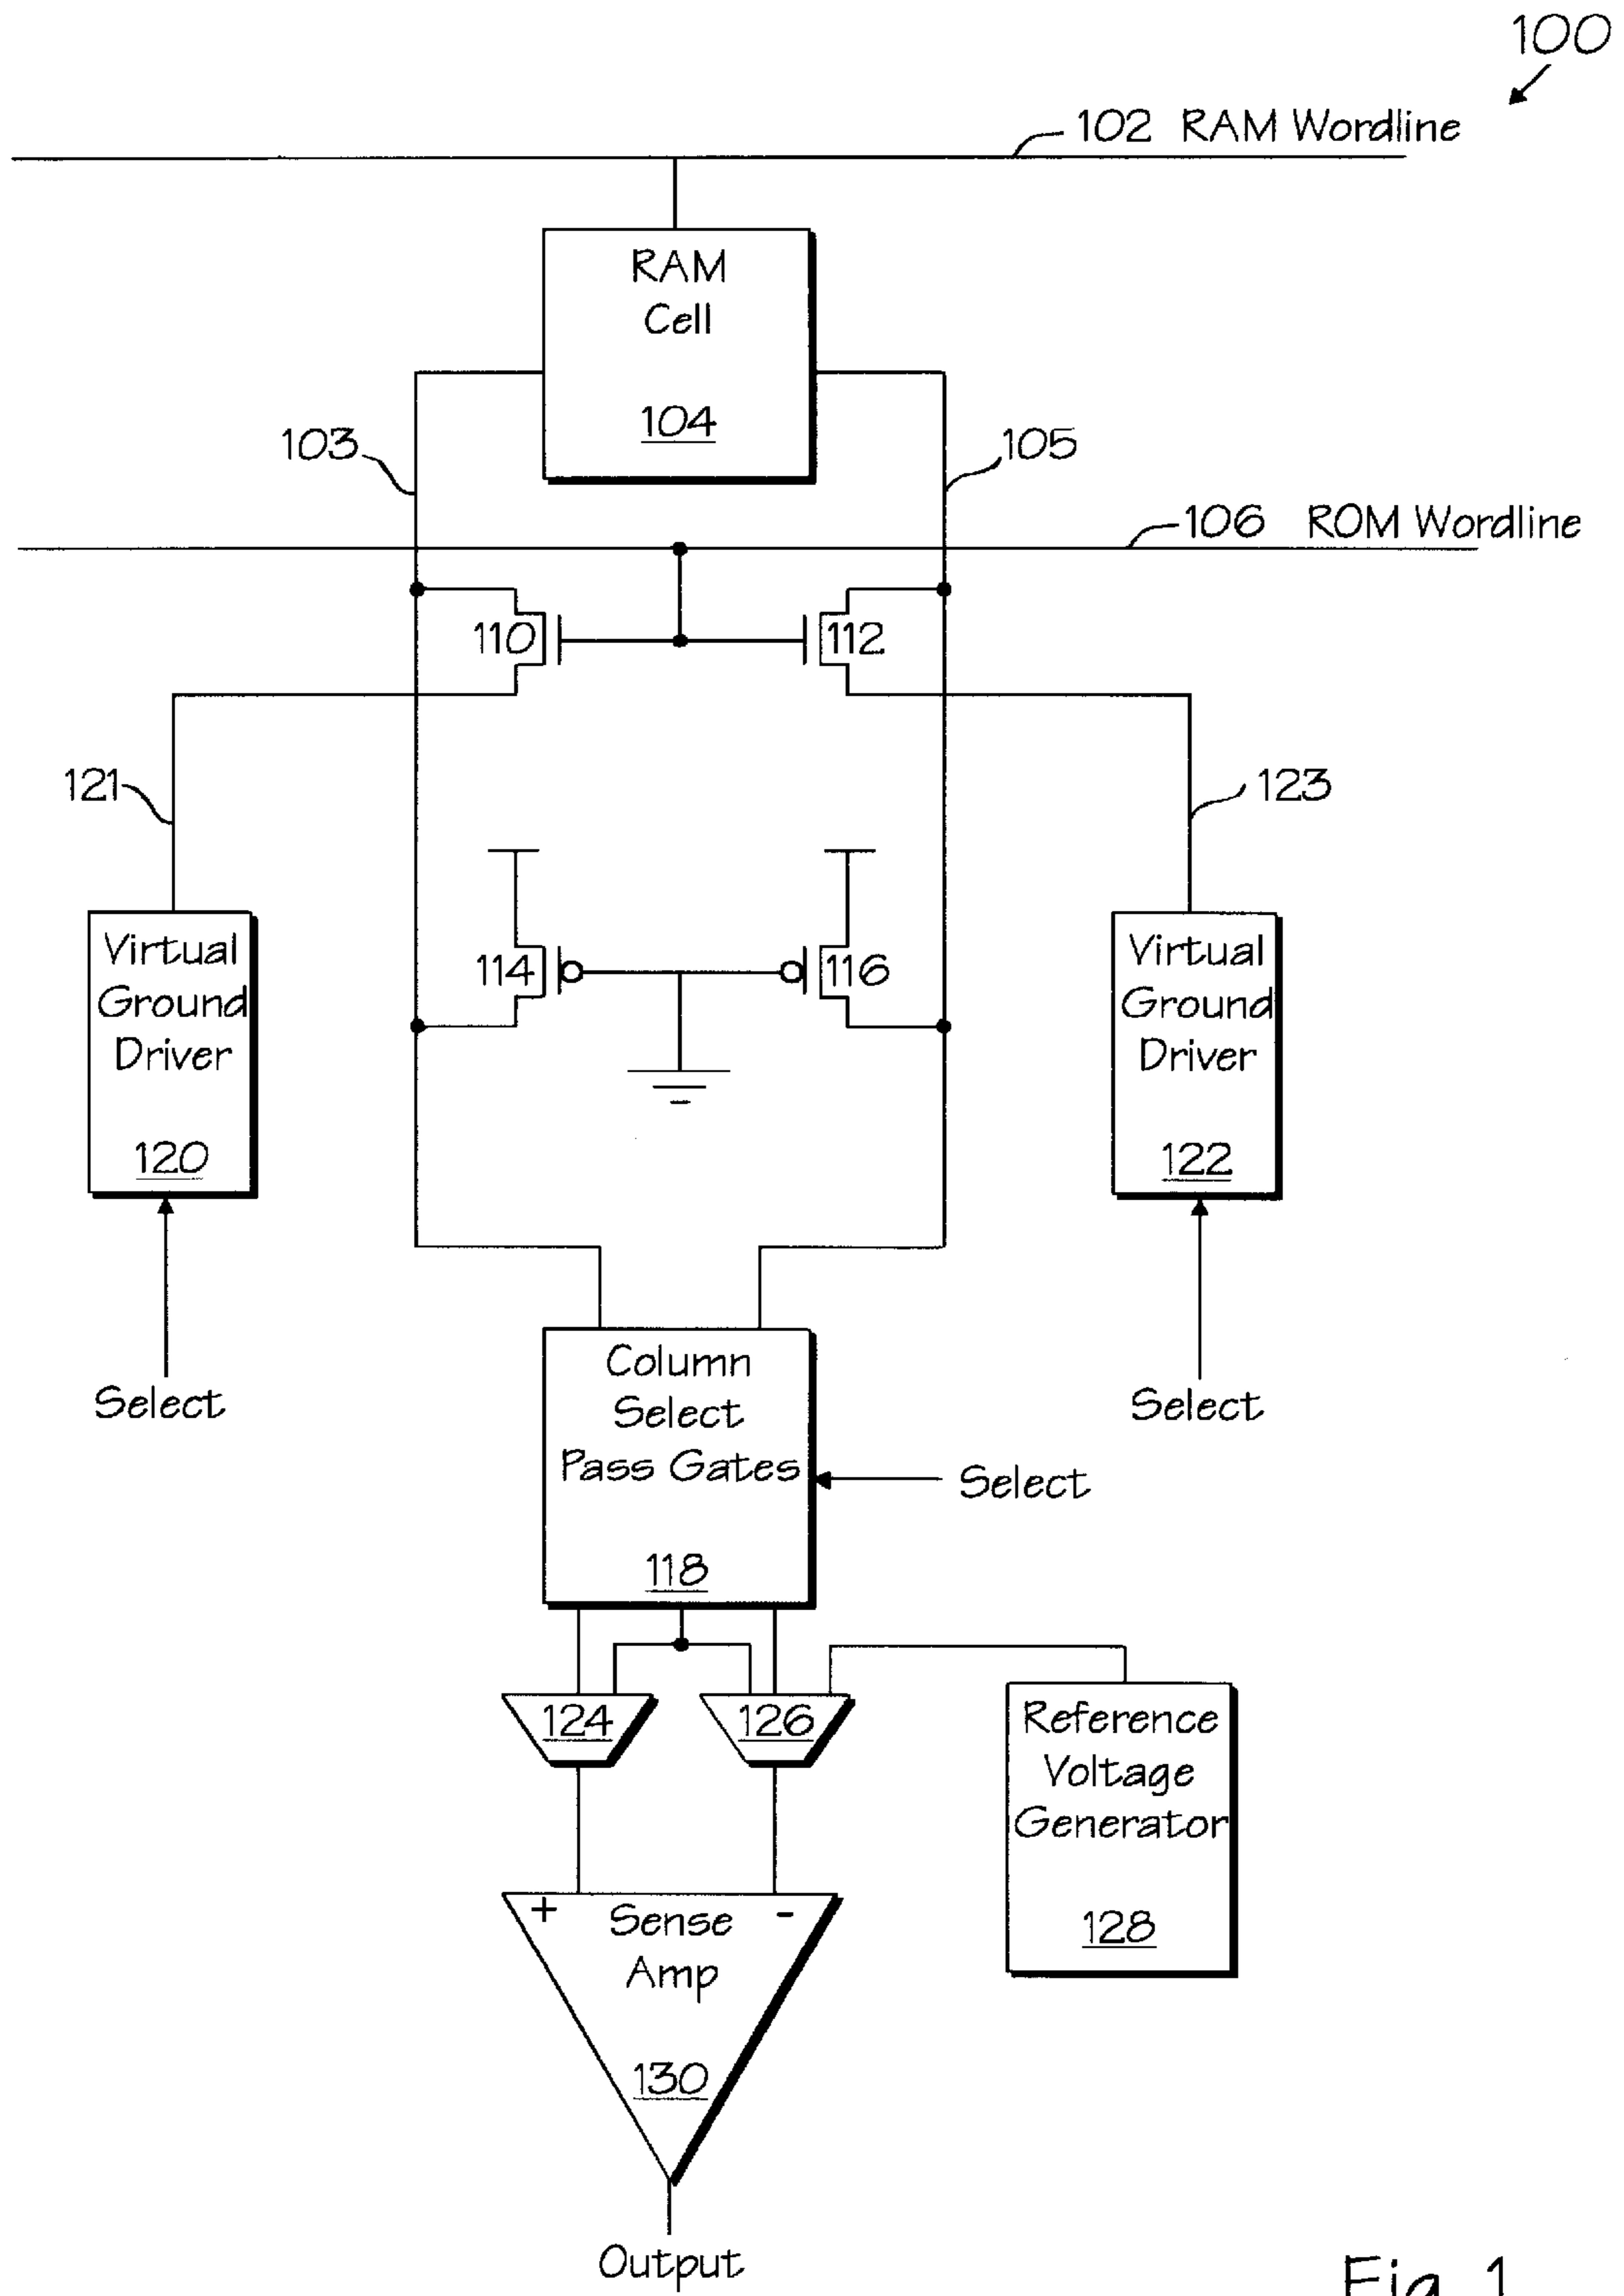 100
102 RAM Wordline
RAM
Cell
104
103
105
106 ROM Wordline
110
112
121
123
114
116
Virtual
Ground
Driver
120
Virtual
Ground
Driver
122
Select
Select
Column
Select
Pass Gates
118
Select
124
126
Reference
Voltage
Generator
128
+
-
Sense
Amp
130
Output
Fig. 1